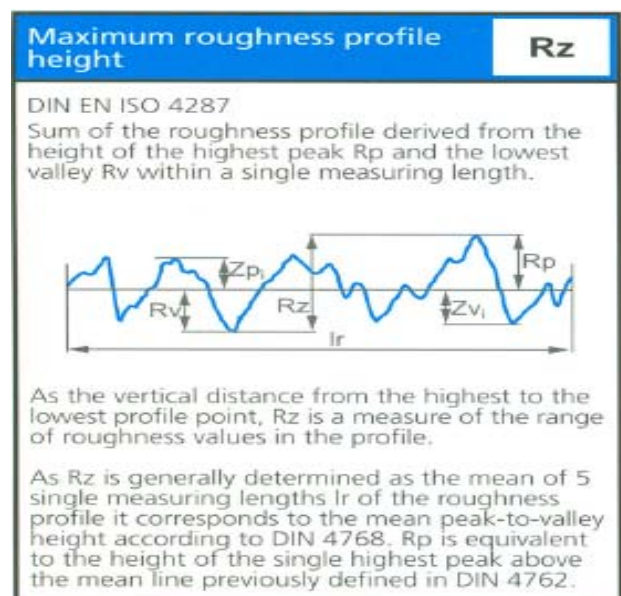 Maximum roughness profile
height
Rz
DIN EN ISO 4287
Sum of the roughness profile derived from the
height of the highest peak Rp and the lowest
valley Rv within a single measuring length.
Zpi
Rp
Rv
Rz
Zvi
lr
As the vertical distance from the highest to the
lowest profile point, Rz is a measure of the range
of roughness values in the profile.
As Rz is generally determined as the mean of 5
single measuring lengths lr of the roughness
profile it corresponds to the mean peak-to-valley
height according to DIN 4768. Rp is equivalent
to the height of the single highest peak above
the mean line previously defined in DIN 4762.